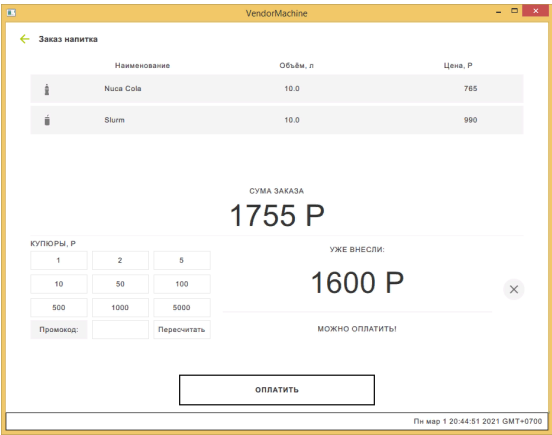 VendorMachine
Заказ напитка
Наименование Объём, л Цена, Р
Nuca Cola 10.0 765
Slurm 10.0 990
СУМА ЗАКАЗА
1755 Р
КУПЮРЫ, Р
УЖЕ ВНЕСЛИ:
1 2 5
10 50 100
1600 Р
500 1000 5000
Промокод: Пересчитать
МОЖНО ОПЛАТИТЬ!
ОПЛАТИТЬ
Пн мар 1 20:44:51 2021 GMT+0700